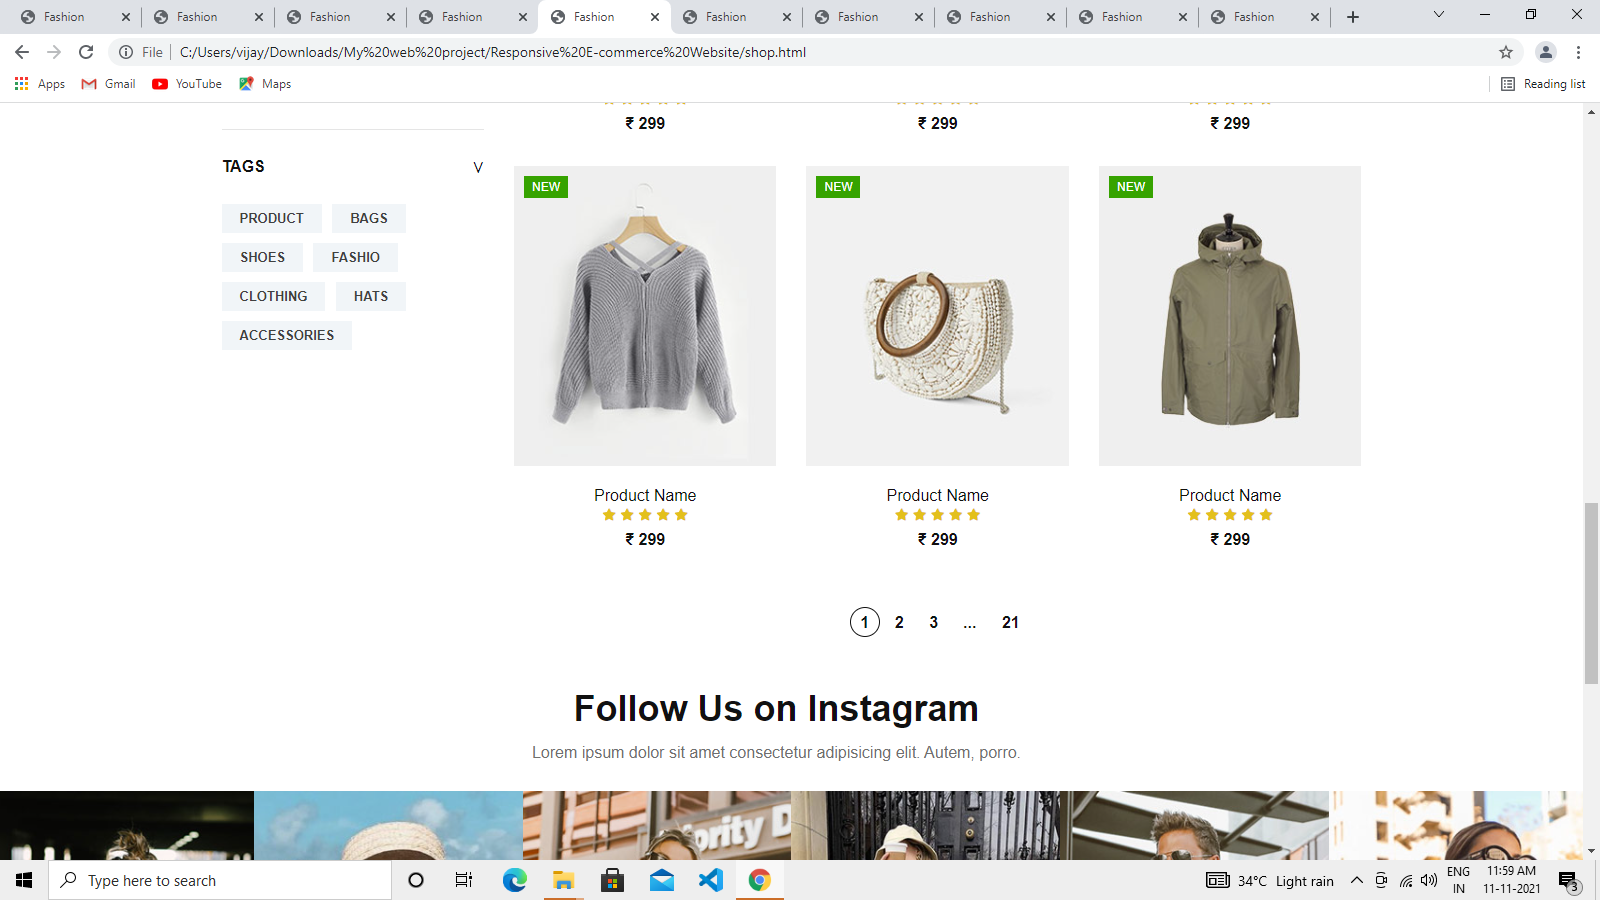 Fashion Fashion Fashion Fashion Fashion Fashion Fashion Fashion Fashion Fashion
File C:/Users/vijay/Downloads/My%20web%20project/Responsive%20E-commerce%20Website/shop.html
Apps Gmail YouTube Maps Reading list
₹ 299 ₹ 299 ₹ 299
TAGS V
PRODUCT BAGS
SHOES FASHIO
CLOTHING HATS
ACCESSORIES
NEW NEW NEW
Product Name Product Name Product Name
₹ 299 ₹ 299 ₹ 299
1 2 3 ... 21
Follow Us on Instagram
Lorem ipsum dolor sit amet consectetur adipisicing elit. Autem, porro.
Type here to search
34°C Light rain
ENG
IN
11:59 AM
11-11-2021
3